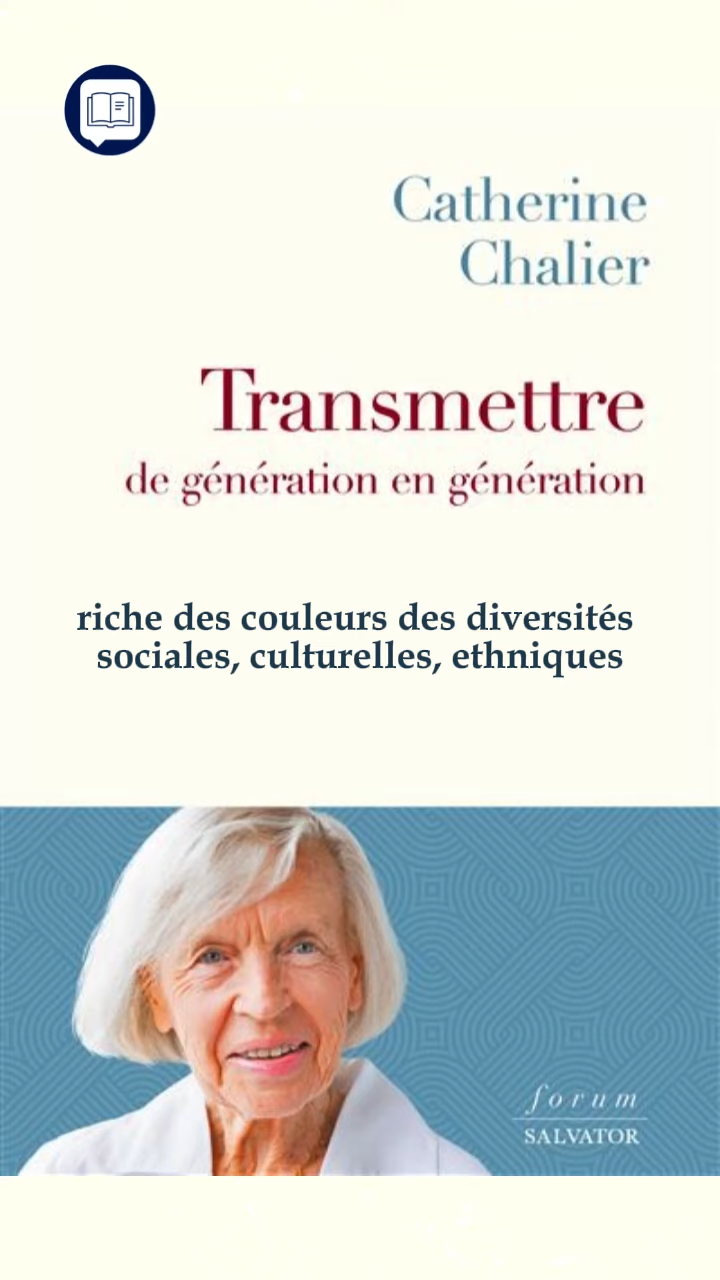 Catherine
Chalier
Transmettre
de génération en génération
riche des couleurs des diversités
sociales, culturelles, ethniques
forum
SALVATOR